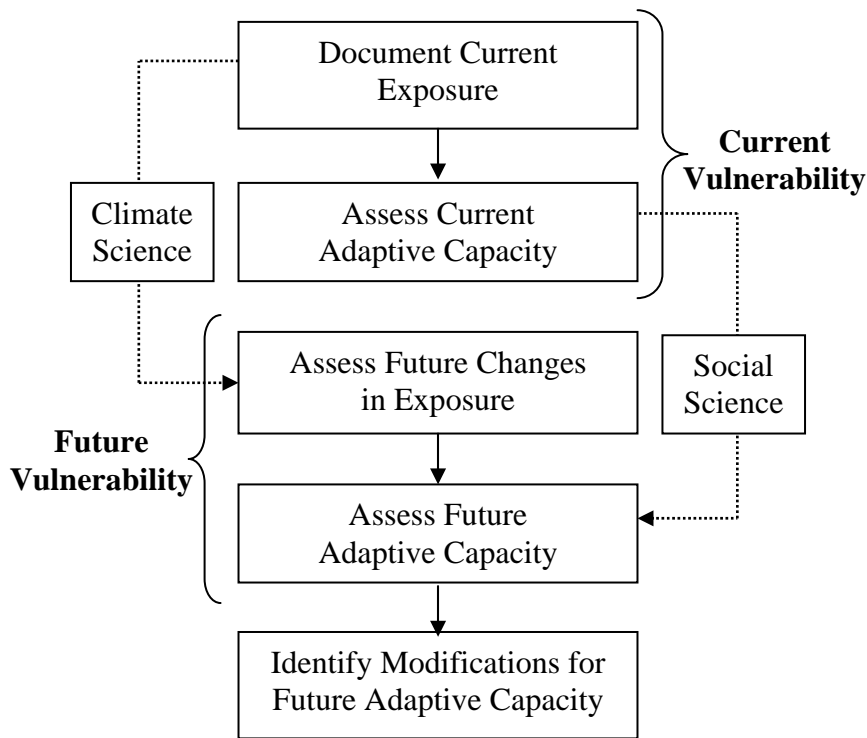 Document Current
Exposure
Current
Vulnerability
Climate
Science
Assess Current
Adaptive Capacity
Assess Future Changes
in Exposure
Social
Science
Future
Vulnerability
Assess Future
Adaptive Capacity
Identify Modifications for
Future Adaptive Capacity